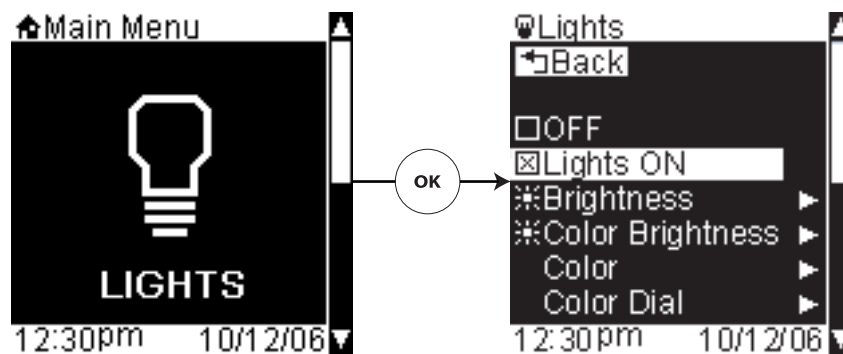 Main Menu
LIGHTS
12:30pm 10/12/06
OK
Lights
Back
OFF
Lights ON
Brightness
Color Brightness
Color
Color Dial
12:30pm 10/12/06